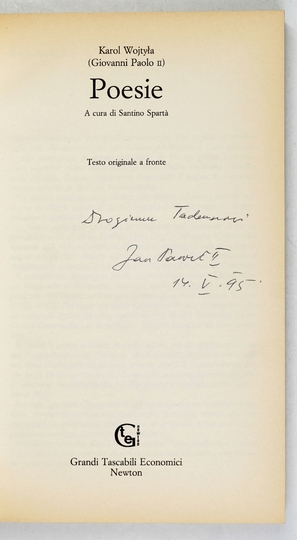 Karol Wojtyła
(Giovanni Paolo II)
Poesie
A cura di Santino Spartà
Testo originale a fronte
Drogiemu Tadeuszowi
Jan Paweł II
14. V. 95.
Grandi Tascabili Economici
Newton